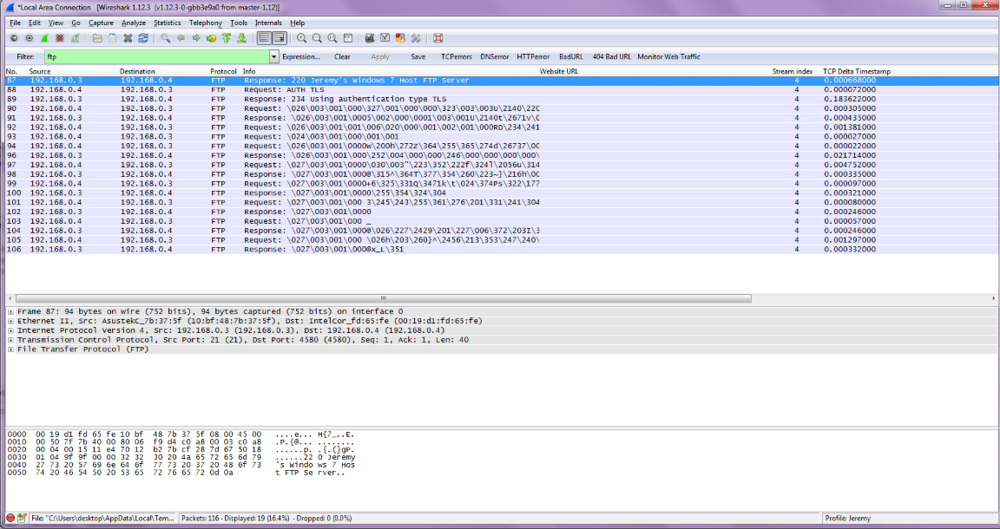 *Local Area Connection [Wireshark 1.12.3 (v1.12.3-0-gbb3e9a0 from master-1.12)]
File Edit View Go Capture Analyze Statistics Telephony Tools Internals Help
Filter: ftp Expression... Clear Apply Save TCPerrors DNSerror HTTPerror BadURL 404 Bad URL Monitor Web Traffic
No. Source Destination Protocol Info Website URL Stream index TCP Delta Timestamp
87 192.168.0.3 192.168.0.4 FTP Response: 220 Jeremy's Windows 7 Host FTP Server 4 0.000668000
88 192.168.0.4 192.168.0.3 FTP Request: AUTH TLS 4 0.000072000
89 192.168.0.3 192.168.0.4 FTP Response: 234 Using authentication type TLS 4 0.183622000
90 192.168.0.4 192.168.0.3 FTP Request: \026\003\001\000\327\001\000\000\323\003\003U\2140\220 4 0.000305000
91 192.168.0.3 192.168.0.4 FTP Response: \026\003\001\0005\002\000\0001\003\001U\2140t\2671v\0 4 0.000435000
92 192.168.0.4 192.168.0.3 FTP Request: \026\003\001\001\006\020\000\001\002\001\000RD\234\241 4 0.001381000
93 192.168.0.4 192.168.0.3 FTP Request: \024\003\001\000\001\001 4 0.000027000
94 192.168.0.4 192.168.0.3 FTP Request: \026\003\001\0000w\200h\272Z\364\255\365\274d\26737\00 4 0.000022000
96 192.168.0.3 192.168.0.4 FTP Response: \026\003\001\000\252\004\000\000\246\000\000\000\000\ 4 0.021714000
97 192.168.0.4 192.168.0.3 FTP Request: \027\003\001\000\030\003"\223\352\222f\324]\2056u\314 4 0.004752000
98 192.168.0.3 192.168.0.4 FTP Response: \027\003\001\000@\315^\364T\377\354\260\223~}\216h\00 4 0.000335000
99 192.168.0.4 192.168.0.3 FTP Request: \027\003\001\0000+6\325\331Q\3471k\t\024\374Ps\322\177 4 0.000097000
100 192.168.0.3 192.168.0.4 FTP Response: \027\003\001\0000\255\354\324\304 4 0.000321000
101 192.168.0.4 192.168.0.3 FTP Request: \027\003\001\000 3\245\243\255\361\276\201\331\241\304 4 0.000080000
102 192.168.0.3 192.168.0.4 FTP Response: \027\003\001\0000 4 0.000246000
103 192.168.0.4 192.168.0.3 FTP Request: \027\003\001\000 _ 4 0.000057000
104 192.168.0.3 192.168.0.4 FTP Response: \027\003\001\000@\026\227\2429\201\227\006\372\203I\3 4 0.000246000
105 192.168.0.4 192.168.0.3 FTP Request: \027\003\001\000 \026h\203\260}^\2456\213\353\247\240\ 4 0.001297000
106 192.168.0.3 192.168.0.4 FTP Response: \027\003\001\000@x_L\351 4 0.000332000
Frame 87: 94 bytes on wire (752 bits), 94 bytes captured (752 bits) on interface 0
Ethernet II, Src: AsustekC_7b:37:5f (10:bf:48:7b:37:5f), Dst: IntelCor_fd:65:fe (00:19:d1:fd:65:fe)
Internet Protocol Version 4, Src: 192.168.0.3 (192.168.0.3), Dst: 192.168.0.4 (192.168.0.4)
Transmission Control Protocol, Src Port: 21 (21), Dst Port: 4580 (4580), Seq: 1, Ack: 1, Len: 40
File Transfer Protocol (FTP)
0000 00 19 d1 fd 65 fe 10 bf 48 7b 37 5f 08 00 45 00 ....e... H{7_..E.
0010 00 50 7f 7b 40 00 80 06 f9 d4 c0 a8 00 03 c0 a8 .P.{@... ........
0020 00 04 00 15 11 e4 70 12 b2 7b cf 28 7d 67 50 18 ......p. .{.(}gP.
0030 01 04 9f 9f 00 00 32 32 30 20 4a 65 72 65 6d 79 ......22 0 Jeremy
0040 27 73 20 57 69 6e 64 6f 77 73 20 37 20 48 6f 73 's Windo ws 7 Hos
0050 74 20 46 54 50 20 53 65 72 76 65 72 0d 0a t FTP Se rver..
File: "C:\Users\desktop\AppData\Local\Tem... Packets: 116 · Displayed: 19 (16.4%) · Dropped: 0 (0.0%) Profile: Jeremy